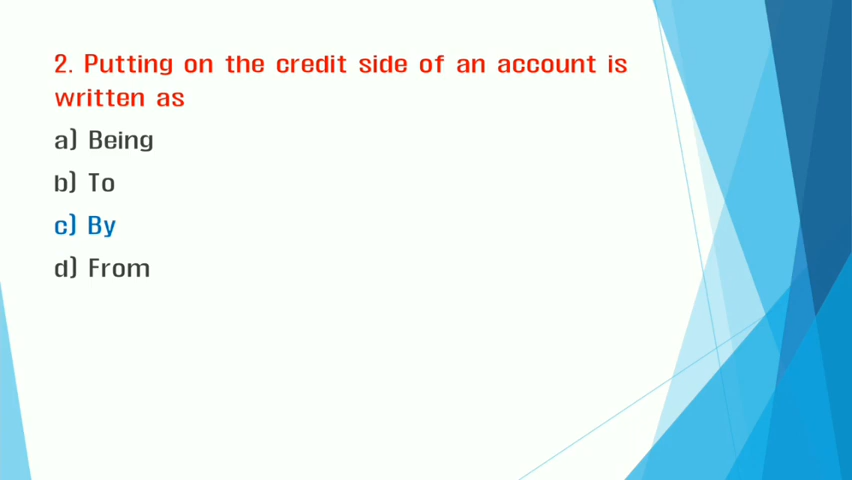 2. Putting on the credit side of an account is
written as
a) Being
b) To
c) By
d) From